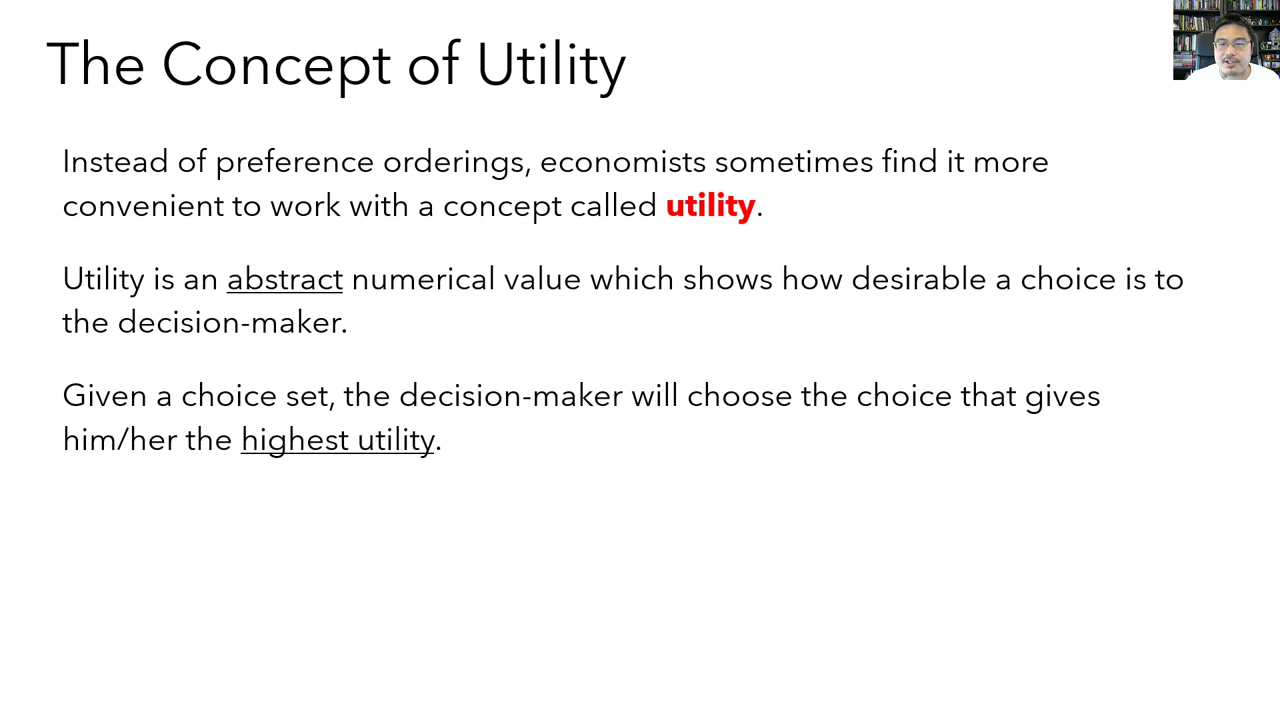 The Concept of Utility
Instead of preference orderings, economists sometimes find it more
convenient to work with a concept called utility.
Utility is an abstract numerical value which shows how desirable a choice is to
the decision-maker.
Given a choice set, the decision-maker will choose the choice that gives
him/her the highest utility.